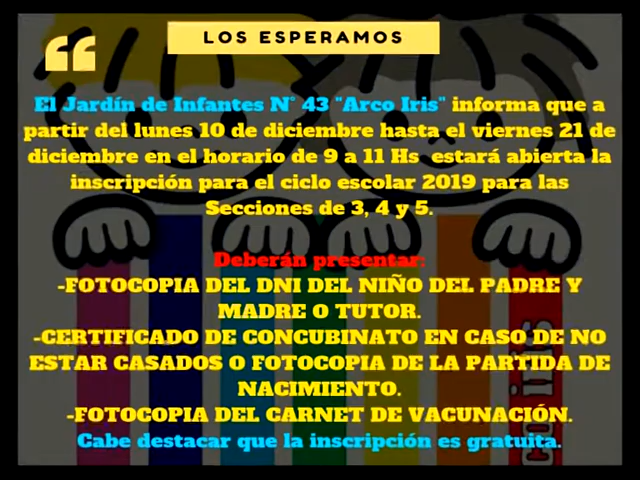 LOS ESPERAMOS
El Jardín de Infantes N° 43 "Arco Iris" informa que a
partir del lunes 10 de diciembre hasta el viernes 21 de
diciembre en el horario de 9 a 11 Hs estará abierta la
inscripción para el ciclo escolar 2019 para las
Secciones de 3, 4 y 5.
Deberán presentar:
-FOTOCOPIA DEL DNI DEL NIÑO DEL PADRE Y
MADRE O TUTOR.
-CERTIFICADO DE CONCUBINATO EN CASO DE NO
ESTAR CASADOS O FOTOCOPIA DE LA PARTIDA DE
NACIMIENTO.
-FOTOCOPIA DEL CARNET DE VACUNACIÓN.
Cabe destacar que la inscripción es gratuita.